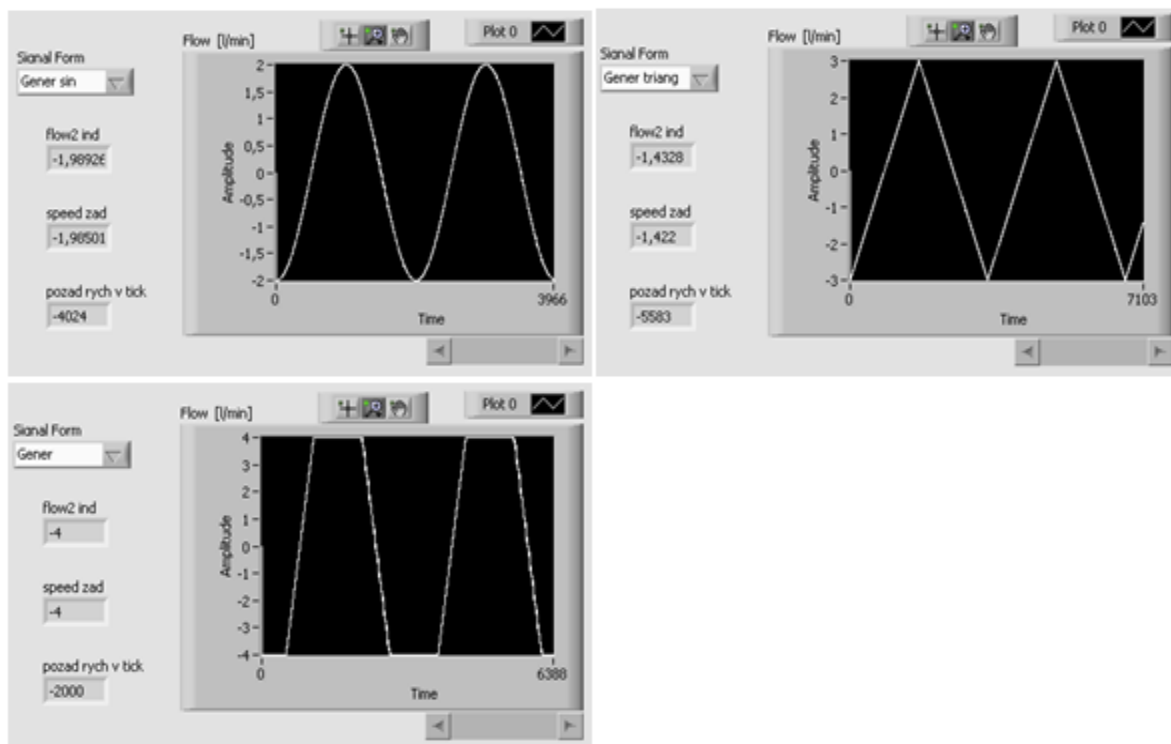 Flow [l/min]
Plot 0
Signal Form
Gener sin
flow2 ind
-1,98926
speed zad
-1,98501
pozad rych v tick
-4024
Amplitude
2
1,5
1
0,5
0
-0,5
-1
-1,5
-2
0
3966
Time
Flow [l/min]
Plot 0
Signal Form
Gener triang
flow2 ind
-1,4328
speed zad
-1,422
pozad rych v tick
-5583
Amplitude
3
2
1
0
-1
-2
-3
0
7103
Time
Flow [l/min]
Plot 0
Signal Form
Gener
flow2 ind
-4
speed zad
-4
pozad rych v tick
-2000
Amplitude
4
3
2
1
0
-1
-2
-3
-4
0
6388
Time